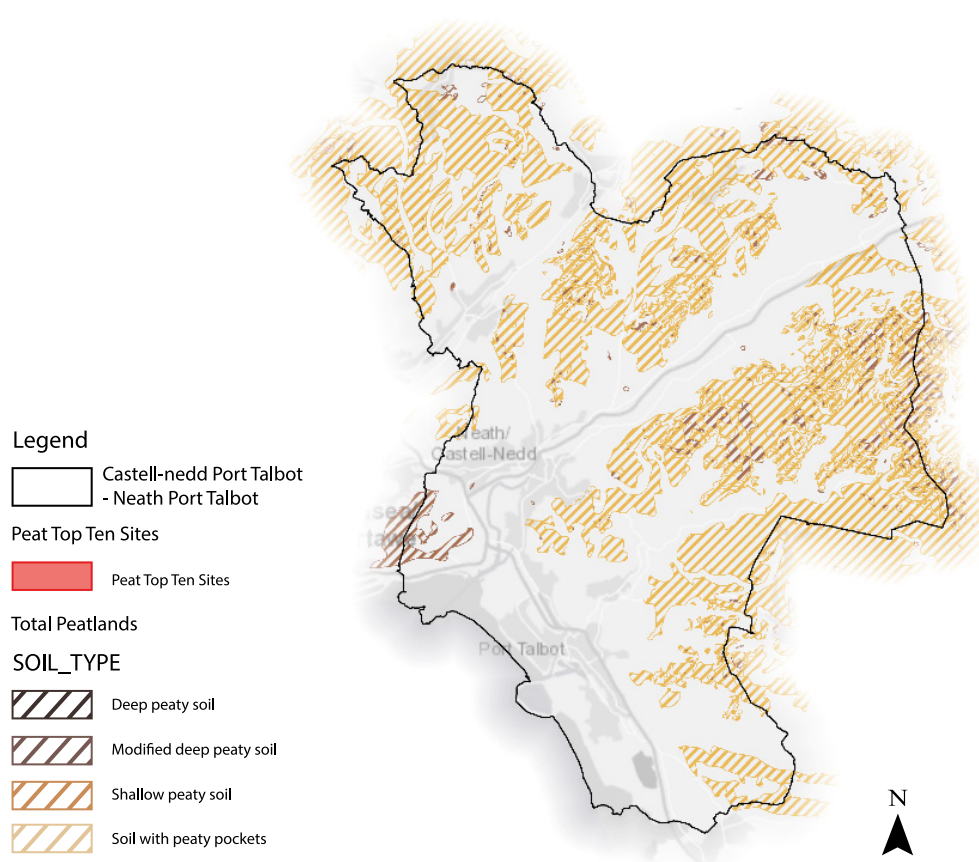 Neath/
Castell-Nedd
Port Talbot
Legend
Castell-nedd Port Talbot
- Neath Port Talbot
Peat Top Ten Sites
Peat Top Ten Sites
Total Peatlands
SOIL_TYPE
Deep peaty soil
Modified deep peaty soil
Shallow peaty soil
Soil with peaty pockets
N